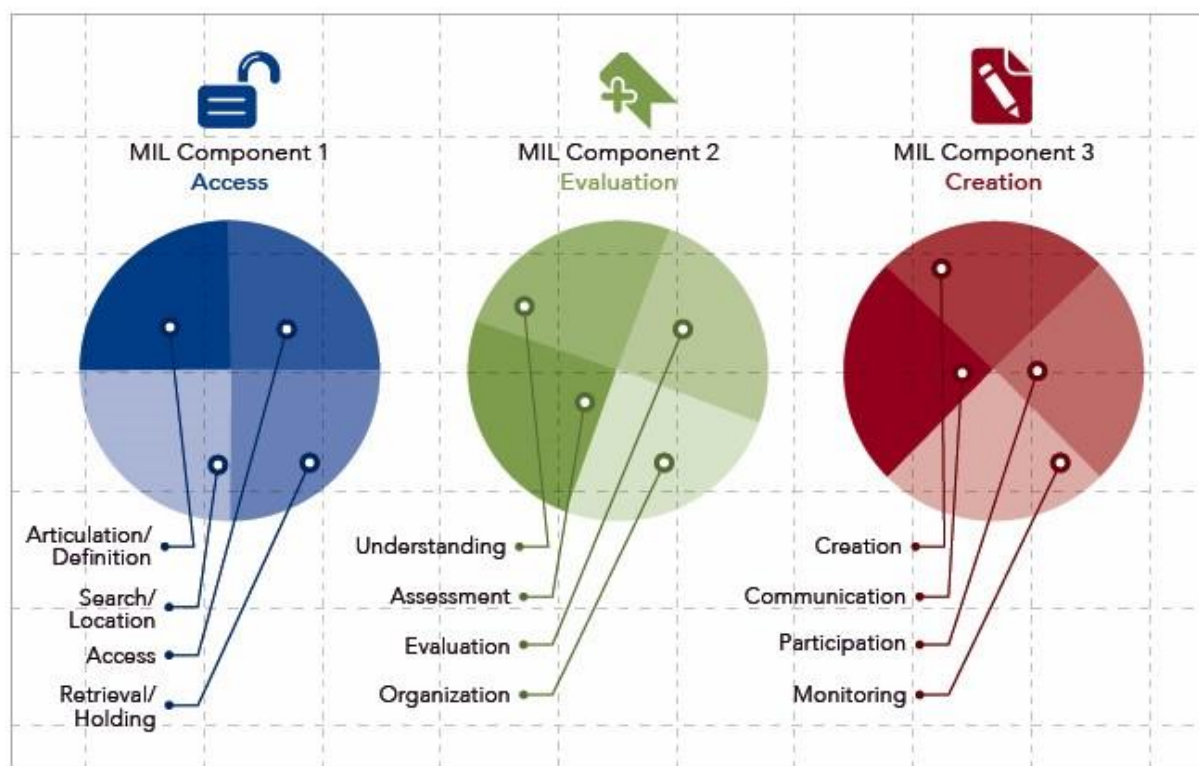 MIL Component 1
Access
Articulation/
Definition
Search/
Location
Access
Retrieval/
Holding
MIL Component 2
Evaluation
Understanding
Assessment
Evaluation
Organization
MIL Component 3
Creation
Creation
Communication
Participation
Monitoring